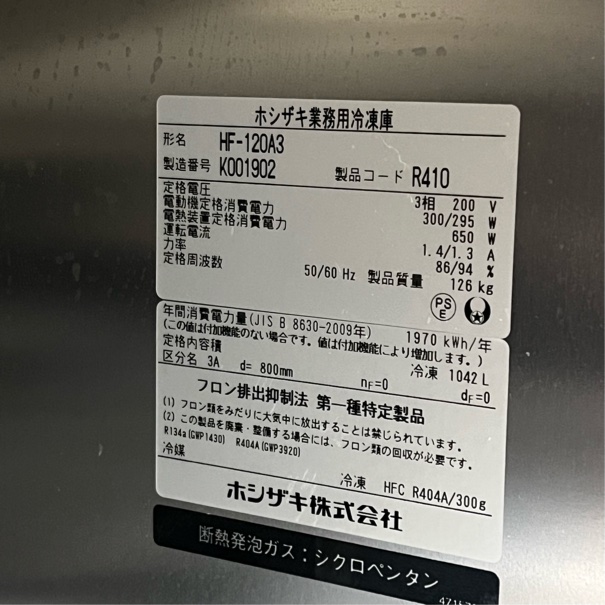 ホシザキ業務用冷凍庫
形名 HF-120A3
製造番号 K001902 製品コード R410
定格電圧 3相 200 V
電動機定格消費電力 300/295 W
電熱装置定格消費電力 650 W
運転電流 1.4/1.3 A
力率 86/94 %
定格周波数 50/60 Hz 製品質量 126 kg
PS
E
年間消費電力量(JIS B 8630-2009年) 1970 kWh/年
(この値は付加機能のない場合です。値は付加機能により増加します。)
定格内容積 冷凍 1042 L
区分名 3A d= 800mm nF=0 dF=0
フロン排出抑制法 第一種特定製品
(1) フロン類をみだりに大気中に放出することは禁じられています。
(2) この製品を廃棄・整備する場合には、フロン類の回収が必要です。
R134a(GWP1430) R404A(GWP3920)
冷媒 冷凍 HFC R404A/300g
ホシザキ株式会社
断熱発泡ガス:シクロペンタン